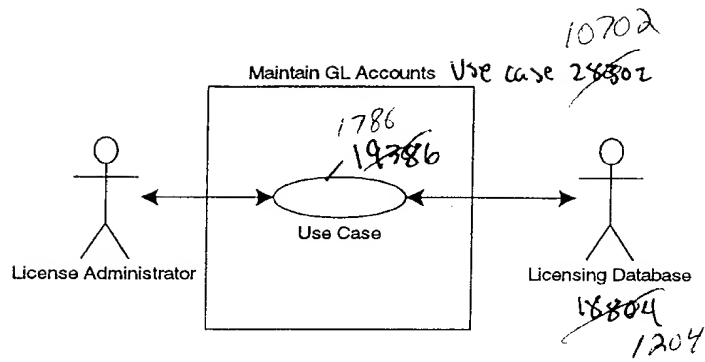 10702
Maintain GL Accounts Use case 28802
1786
19386
Use Case
License Administrator
Licensing Database
18804
1204